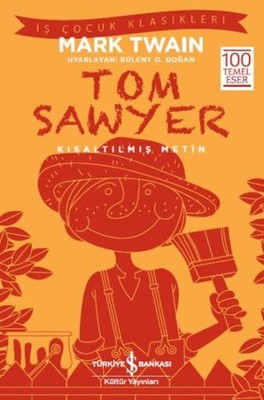 İŞ ÇOCUK KLASİKLERİ
MARK TWAIN
UYARLAYAN: BÜLENT O. DOĞAN
100
TEMEL
ESER
TOM
SAWYER
KISALTILMIŞ METİN
TÜRKİYE İŞ BANKASI
Kültür Yayınları